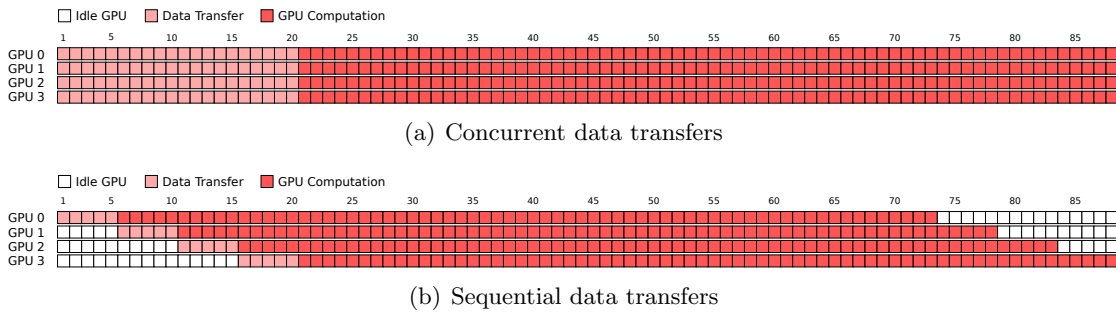 Idle GPU Data Transfer GPU Computation
1 5 10 15 20 25 30 35 40 45 50 55 60 65 70 75 80 85
GPU 0
GPU 1
GPU 2
GPU 3
(a) Concurrent data transfers
Idle GPU Data Transfer GPU Computation
1 5 10 15 20 25 30 35 40 45 50 55 60 65 70 75 80 85
GPU 0
GPU 1
GPU 2
GPU 3
(b) Sequential data transfers